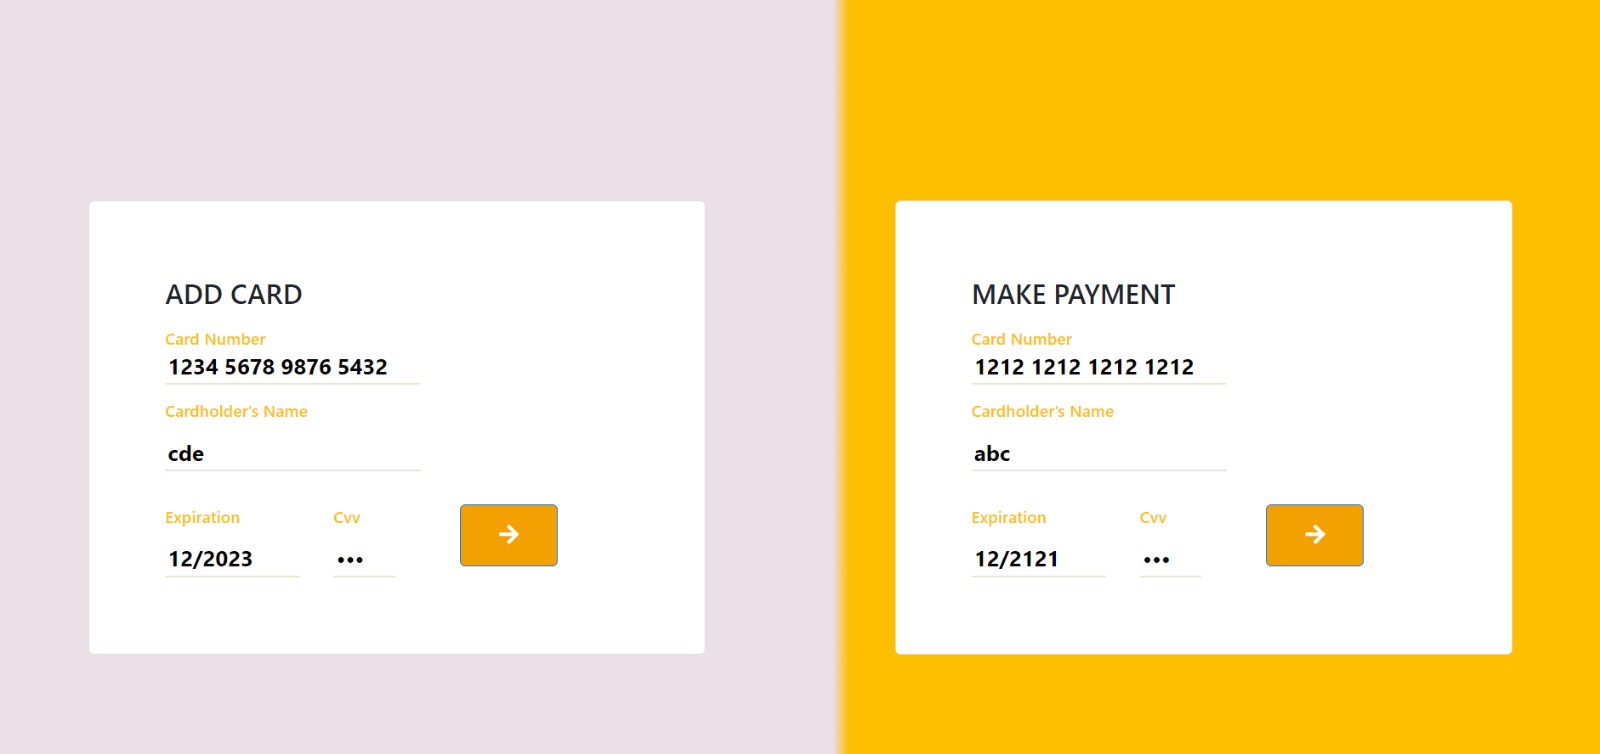 ADD CARD
Card Number
1234 5678 9876 5432
Cardholder's Name
cde
Expiration
Cvv
12/2023
•••
MAKE PAYMENT
Card Number
1212 1212 1212 1212
Cardholder's Name
abc
Expiration
Cvv
12/2121
•••